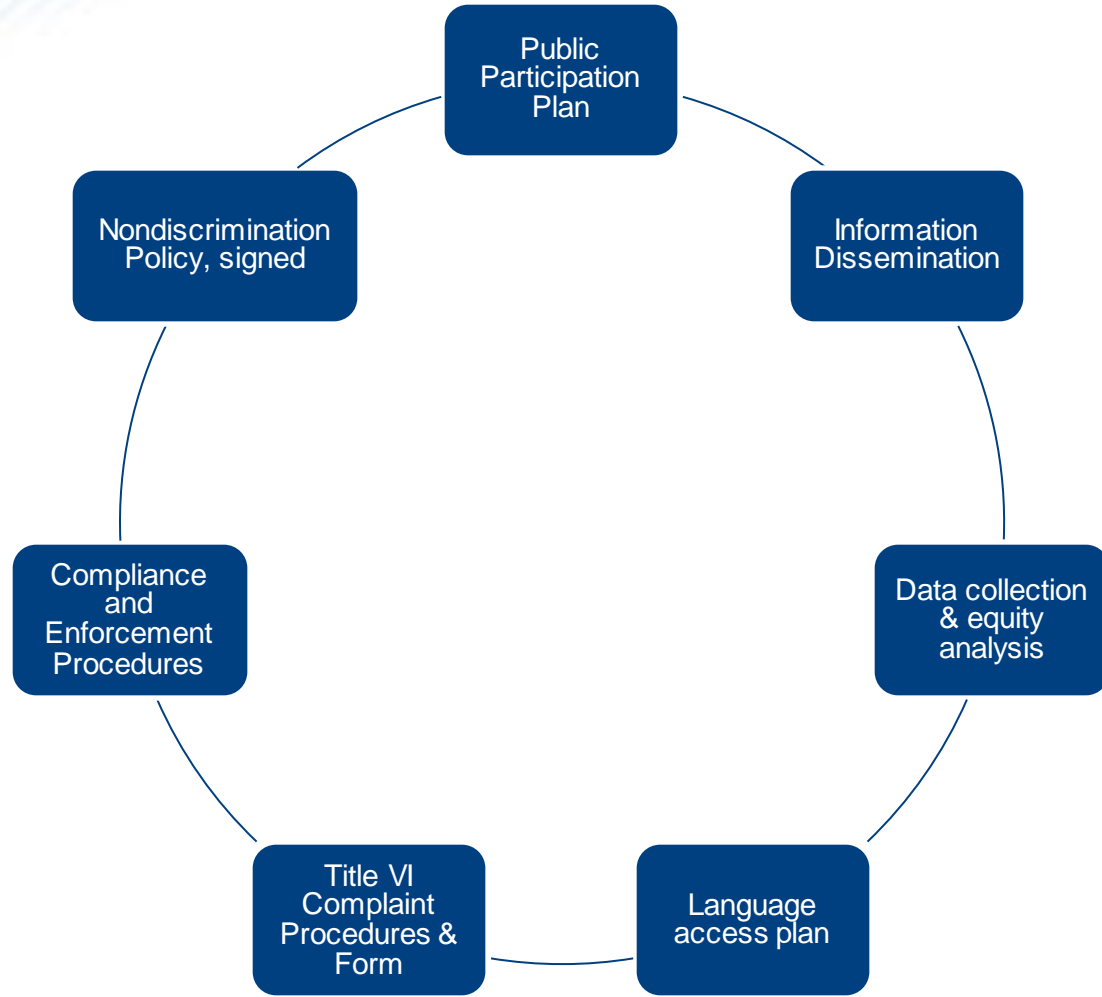 Public
Participation
Plan
Information
Dissemination
Data collection
& equity
analysis
Language
access plan
Title VI
Complaint
Procedures &
Form
Compliance
and
Enforcement
Procedures
Nondiscrimination
Policy, signed